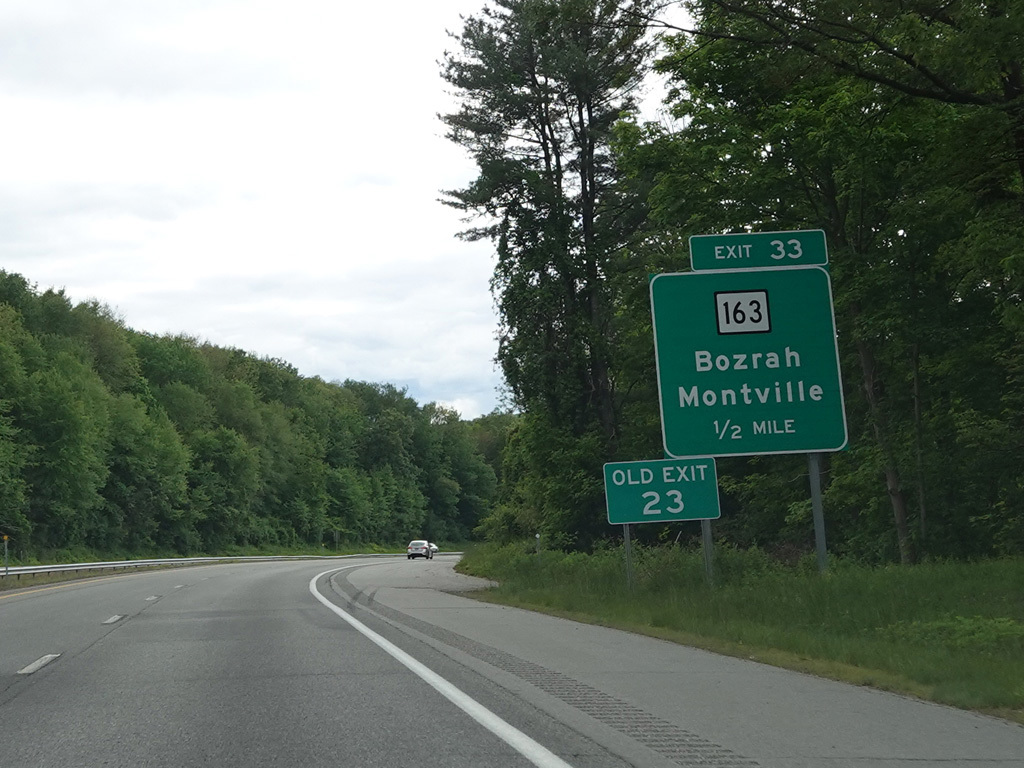 EXIT 33
163
Bozrah
Montville
1/2 MILE
OLD EXIT
23